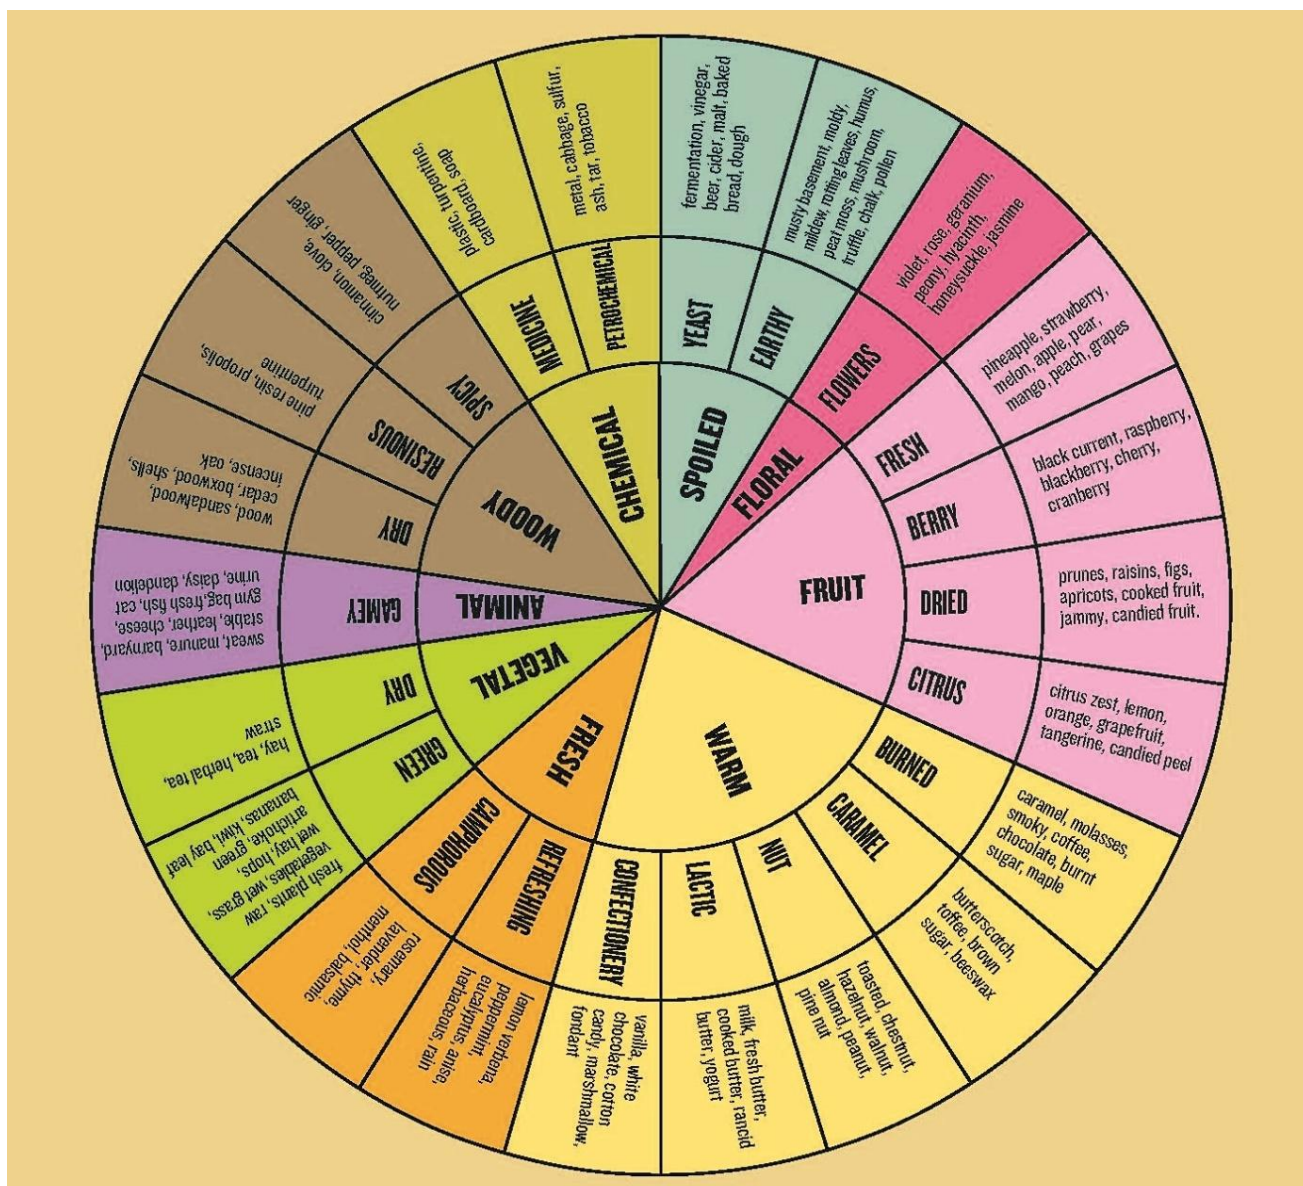 CHEMICAL
PETROCHEMICAL
metal, cabbage, sulfur,
ash, tar, tobacco
MEDICINE
plastic, turpentine,
cardboard, soap
SPOILED
YEAST
fermentation, vinegar,
beer, cider, malt, baked
bread, dough
EARTHY
musty basement, moldy,
mildew, rotting leaves, humus,
peat moss, mushroom,
truffle, chalk, pollen
FLORAL
FLOWERS
violet, rose, geranium,
peony, hyacinth,
honeysuckle, jasmine
FRUIT
FRESH
pineapple, strawberry,
melon, apple, pear,
mango, peach, grapes
BERRY
black current, raspberry,
blackberry, cherry,
cranberry
DRIED
prunes, raisins, figs,
apricots, cooked fruit,
jammy, candied fruit.
CITRUS
citrus zest, lemon,
orange, grapefruit,
tangerine, candied peel
WARM
BURNED
caramel, molasses,
smoky, coffee,
chocolate, burnt
sugar, maple
CARAMEL
butterscotch,
toffee, brown
sugar, beeswax
NUT
toasted, chestnut,
hazelnut, walnut,
almond, peanut,
pine nut
LACTIC
milk, fresh butter,
cooked butter, rancid
butter, yogurt
CONFECTIONERY
vanilla, white
chocolate, cotton
candy, marshmallow,
fondant
FRESH
REFRESHING
lemon verbena,
peppermint,
eucalyptus, anise,
herbaceous, rain
CAMPHOROUS
rosemary,
lavender, thyme,
menthol, balsamic
VEGETAL
GREEN
fresh plants, raw
vegetables, wet grass,
wet hay, hops,
artichoke, green
bananas, kiwi, bay leaf
DRY
hay, tea, herbal tea,
straw
ANIMAL
GAMEY
sweat, manure, barnyard,
stable, leather, cheese,
gym bag, fresh fish, cat
urine, daisy, dandelion
WOODY
DRY
wood, sandalwood,
cedar, boxwood, shells,
incense, oak
RESINOUS
pine resin, propolis,
turpentine
SPICY
cinnamon, clove,
nutmeg, pepper, ginger